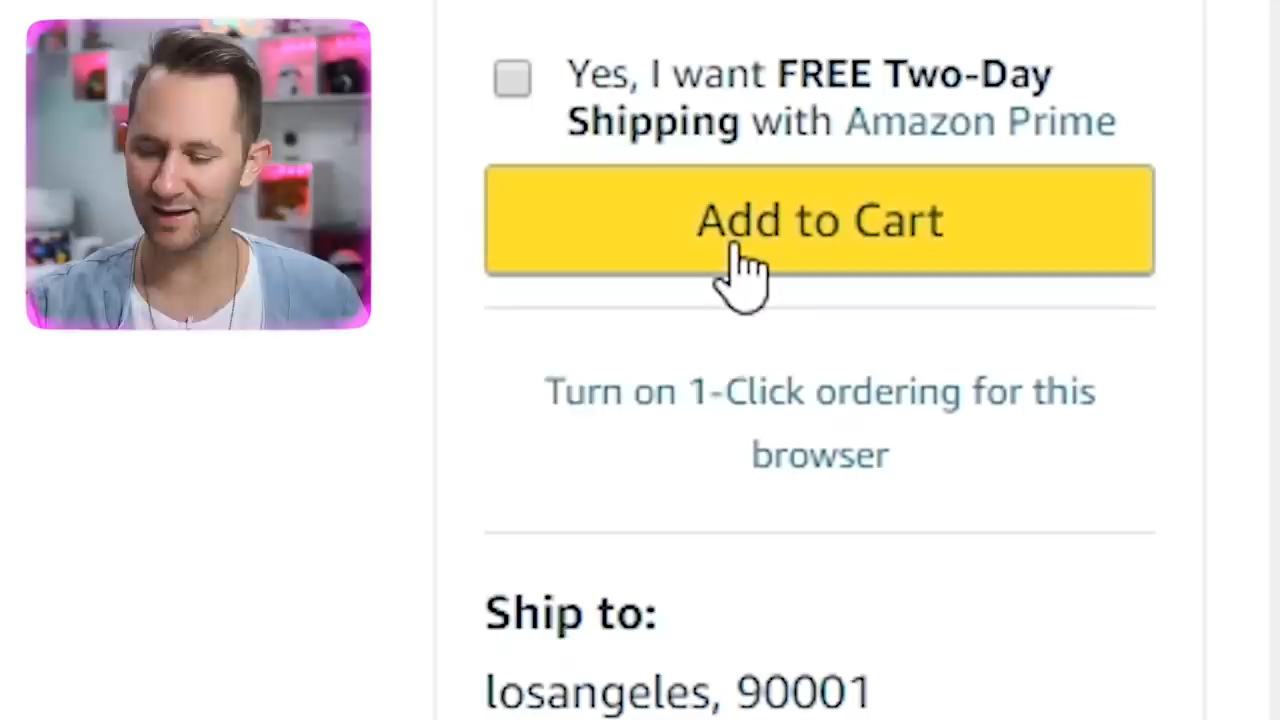 Yes, I want FREE Two-Day
Shipping with Amazon Prime
Add to Cart
Turn on 1-Click ordering for this
browser
Ship to:
losangeles, 90001